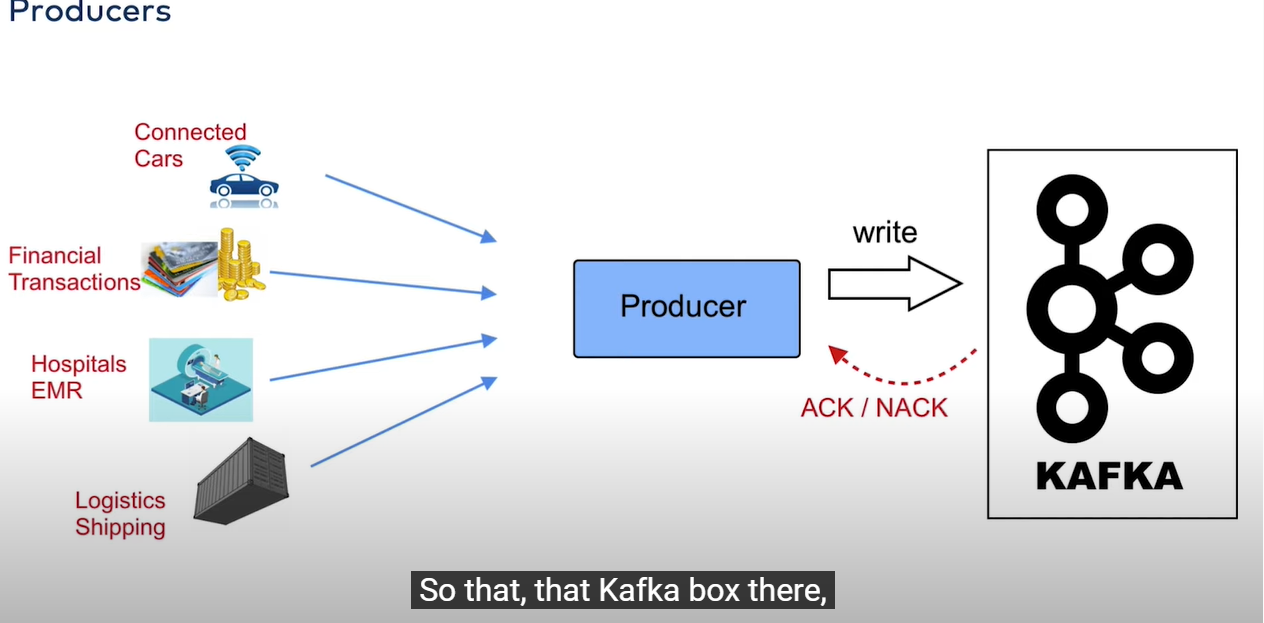 Producers
Connected
Cars
Financial
Transactions
Hospitals
EMR
Logistics
Shipping
Producer
write
ACK / NACK
KAFKA
So that, that Kafka box there,